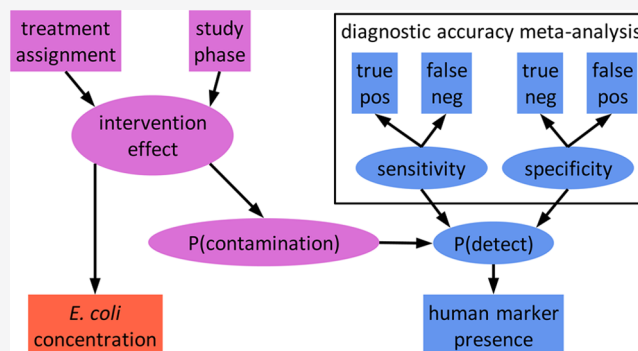 treatment
assignment
study
phase
diagnostic accuracy meta-analysis
true
pos
false
neg
true
neg
false
pos
intervention
effect
sensitivity
specificity
P(contamination)
P(detect)
E. coli
concentration
human marker
presence